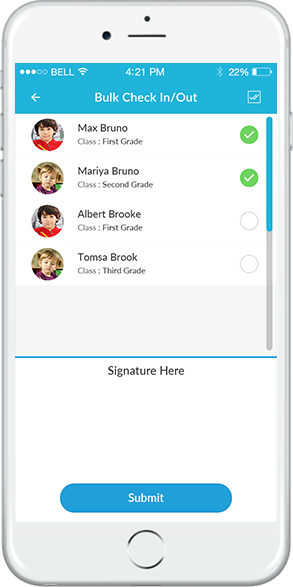 BELL 4:21 PM 22%
Bulk Check In/Out
Max Bruno
Class : First Grade
Mariya Bruno
Class : Second Grade
Albert Brooke
Class : First Grade
Tomsa Brook
Class : Third Grade
Signature Here
Submit